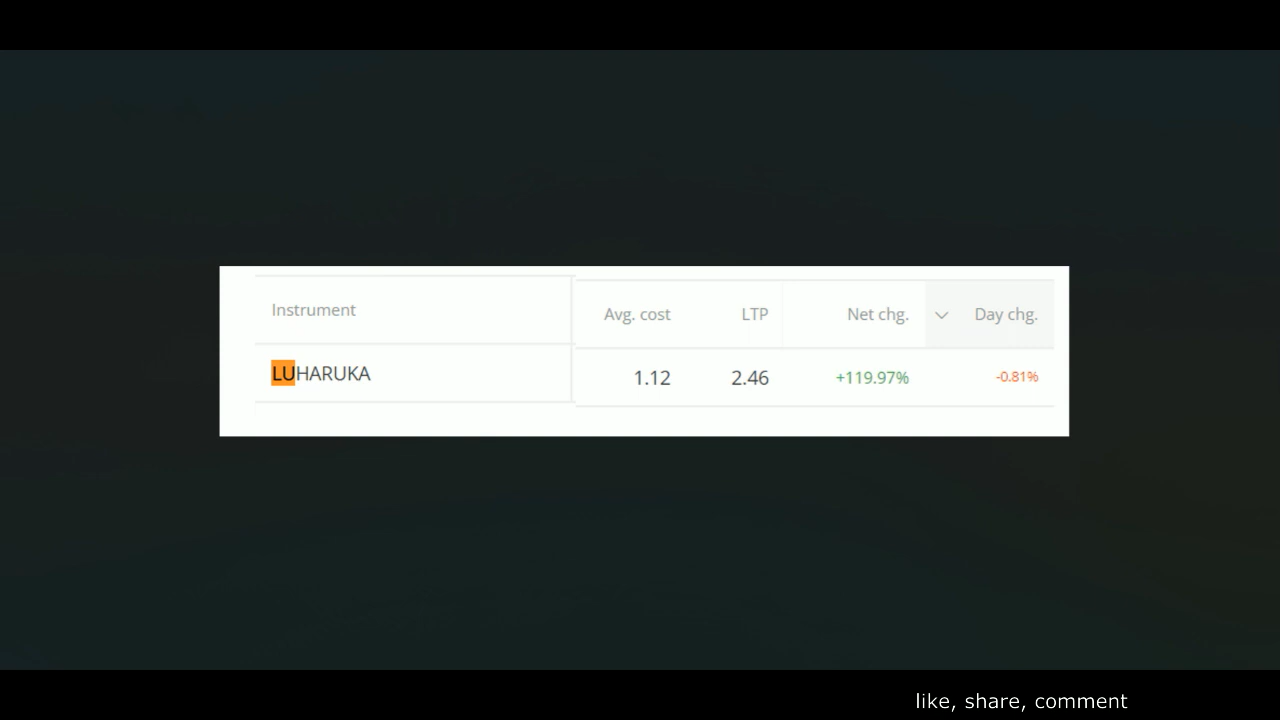 Instrument Avg. cost LTP Net chg. Day chg.
LUHARUKA 1.12 2.46 +119.97% -0.81%
like, share, comment